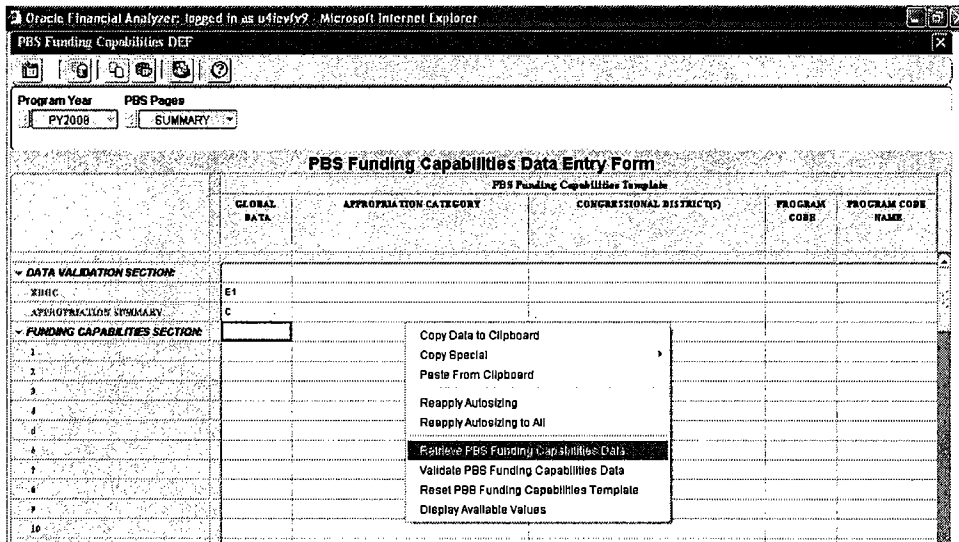 Oracle Financial Analyzer: logged in as u4ievfy9 - Microsoft Internet Explorer
PBS Funding Capabilities DEF
Program Year PBS Pages
PY2008 SUMMARY
PBS Funding Capabilities Data Entry Form
PBS Funding Capabilities Template
GLOBAL DATA APPROPRIATION CATEGORY CONGRESSIONAL DISTRICT(S) PROGRAM CODE PROGRAM CODE NAME
DATA VALIDATION SECTION:
E1
APPROPRIATION SUMMARY C
FUNDING CAPABILITIES SECTION:
Copy Data to Clipboard
Copy Special
Paste From Clipboard
Reapply Autosizing
Reapply Autosizing to All
Retrieve PBS Funding Capabilities Data
Validate PBS Funding Capabilities Data
Reset PBS Funding Capabilities Template
Display Available Values
1
2
3
4
6
7
8
9
10